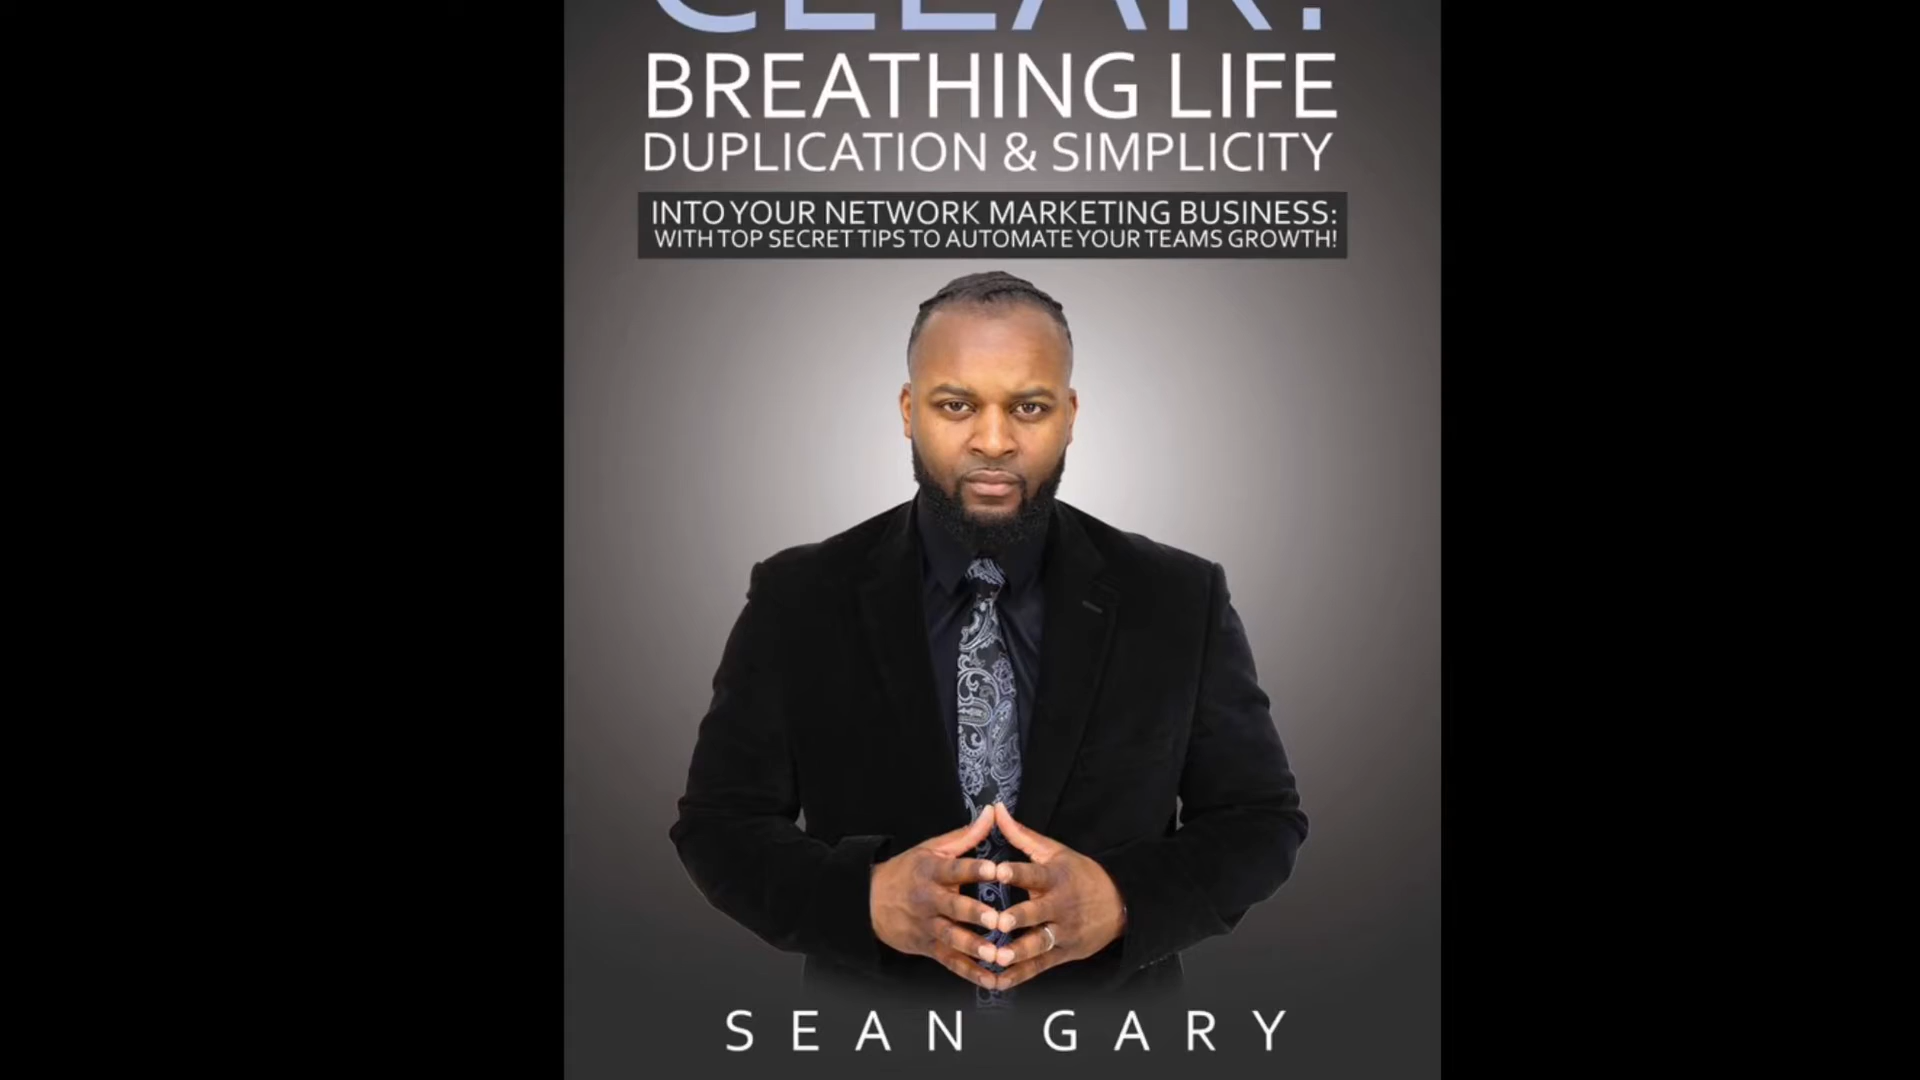 CLEAR!
BREATHING LIFE
DUPLICATION & SIMPLICITY
INTO YOUR NETWORK MARKETING BUSINESS:
WITH TOP SECRET TIPS TO AUTOMATE YOUR TEAMS GROWTH!
SEAN GARY